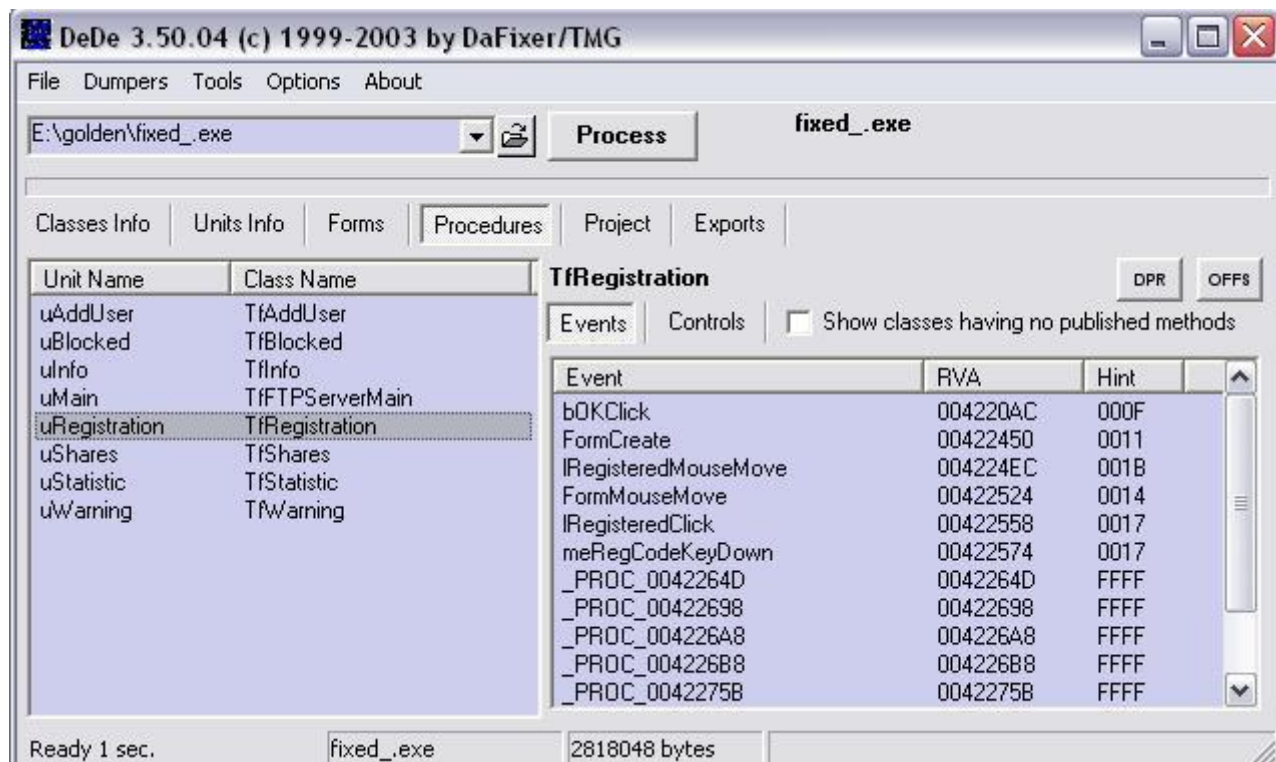 DeDe 3.50.04 (c) 1999-2003 by DaFixer/TMG
File Dumpers Tools Options About
E:\golden\fixed_.exe Process fixed_.exe
Classes Info Units Info Forms Procedures Project Exports
Unit Name Class Name
uAddUser TfAddUser
uBlocked TfBlocked
uInfo TfInfo
uMain TfFTPServerMain
uRegistration TfRegistration
uShares TfShares
uStatistic TfStatistic
uWarning TfWarning
TfRegistration DPR OFFS
Events Controls Show classes having no published methods
Event RVA Hint
bOKClick 004220AC 000F
FormCreate 00422450 0011
lRegisteredMouseMove 004224EC 001B
FormMouseMove 00422524 0014
lRegisteredClick 00422558 0017
meRegCodeKeyDown 00422574 0017
_PROC_0042264D 0042264D FFFF
_PROC_00422698 00422698 FFFF
_PROC_004226A8 004226A8 FFFF
_PROC_004226B8 004226B8 FFFF
_PROC_0042275B 0042275B FFFF
Ready 1 sec. fixed_.exe 2818048 bytes